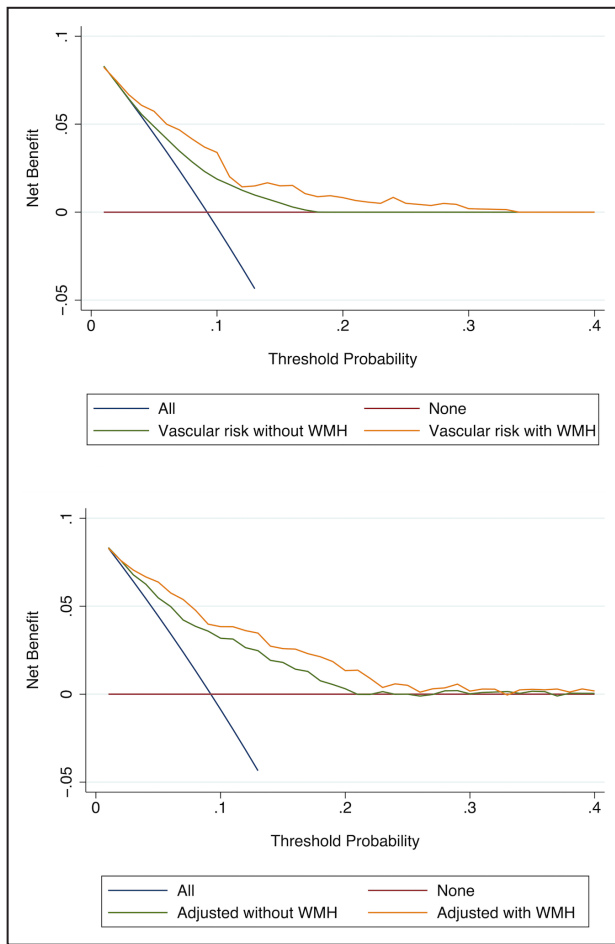 .1
.05
0
-.05
Net Benefit
0 .1 .2 .3 .4
Threshold Probability
All None
Vascular risk without WMH Vascular risk with WMH
.1
.05
0
-.05
Net Benefit
0 .1 .2 .3 .4
Threshold Probability
All None
Adjusted without WMH Adjusted with WMH